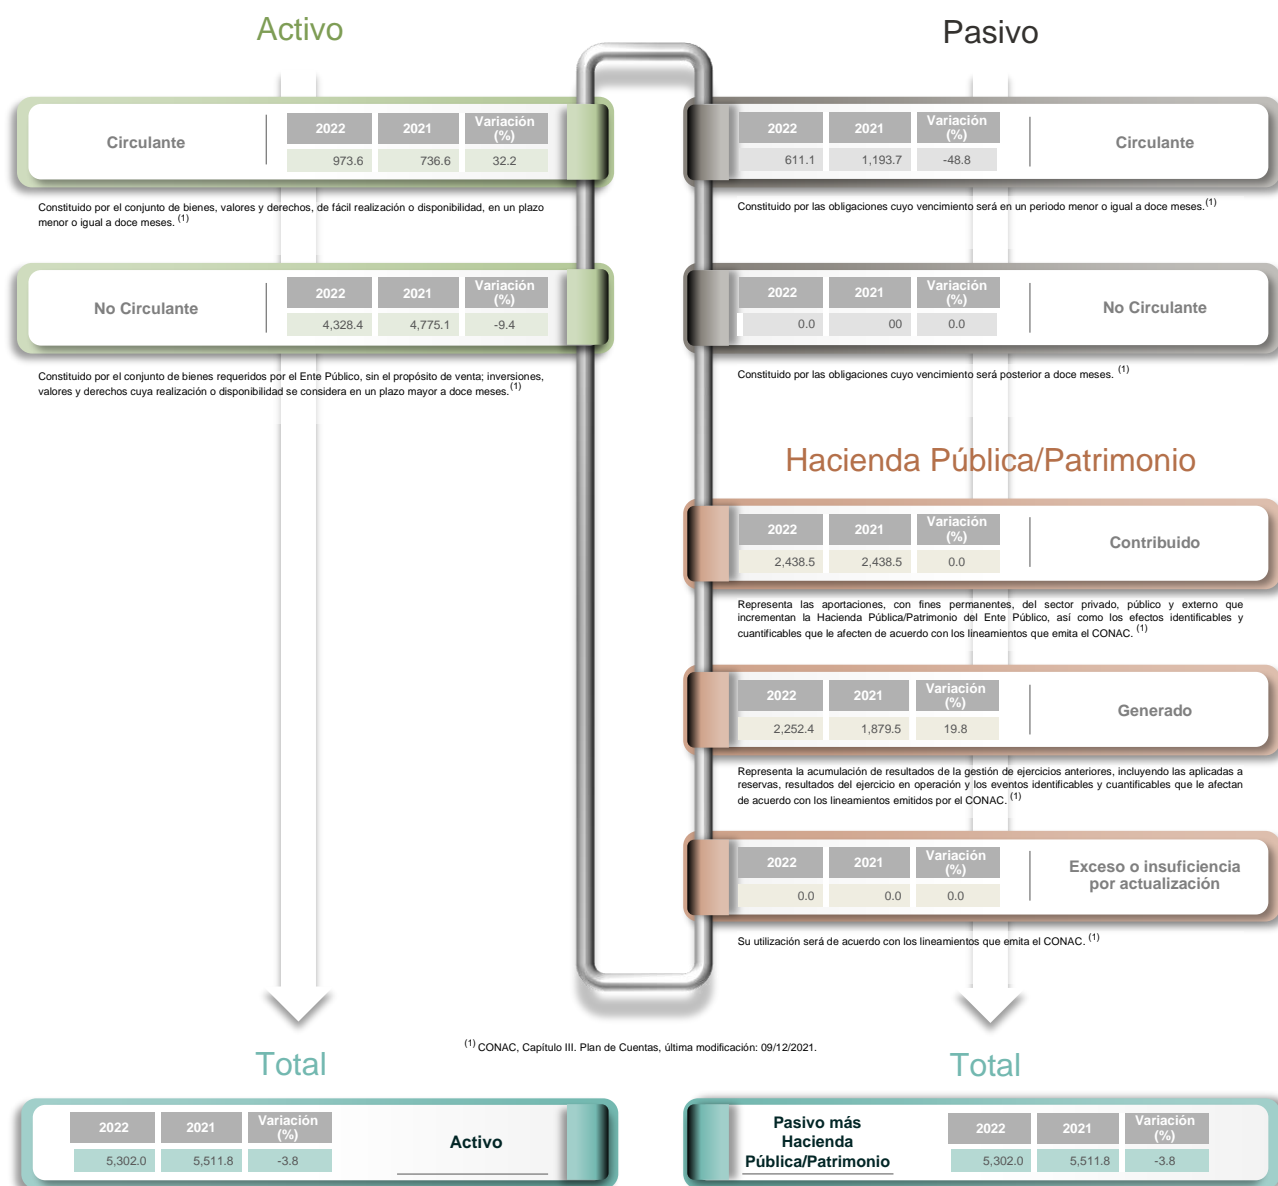 Activo
Circulante
2022 2021 Variación (%)
973.6 736.6 32.2
Constituido por el conjunto de bienes, valores y derechos, de fácil realización o disponibilidad, en un plazo
menor o igual a doce meses. (1)
No Circulante
2022 2021 Variación (%)
4,328.4 4,775.1 -9.4
Constituido por el conjunto de bienes requeridos por el Ente Público, sin el propósito de venta; inversiones,
valores y derechos cuya realización o disponibilidad se considera en un plazo mayor a doce meses. (1)
Pasivo
2022 2021 Variación (%)
611.1 1,193.7 -48.8
Circulante
Constituido por las obligaciones cuyo vencimiento será en un periodo menor o igual a doce meses. (1)
2022 2021 Variación (%)
0.0 00 0.0
No Circulante
Constituido por las obligaciones cuyo vencimiento será posterior a doce meses. (1)
Hacienda Pública/Patrimonio
2022 2021 Variación (%)
2,438.5 2,438.5 0.0
Contribuido
Representa las aportaciones, con fines permanentes, del sector privado, público y externo que
incrementan la Hacienda Pública/Patrimonio del Ente Público, así como los efectos identificables y
cuantificables que le afecten de acuerdo con los lineamientos que emita el CONAC. (1)
2022 2021 Variación (%)
2,252.4 1,879.5 19.8
Generado
Representa la acumulación de resultados de la gestión de ejercicios anteriores, incluyendo las aplicadas a
reservas, resultados del ejercicio en operación y los eventos identificables y cuantificables que le afectan
de acuerdo con los lineamientos emitidos por el CONAC. (1)
2022 2021 Variación (%)
0.0 0.0 0.0
Exceso o insuficiencia
por actualización
Su utilización será de acuerdo con los lineamientos que emita el CONAC. (1)
(1) CONAC, Capítulo III. Plan de Cuentas, última modificación: 09/12/2021.
Total
2022 2021 Variación (%)
5,302.0 5,511.8 -3.8
Activo
Total
Pasivo más
Hacienda
Pública/Patrimonio
2022 2021 Variación (%)
5,302.0 5,511.8 -3.8